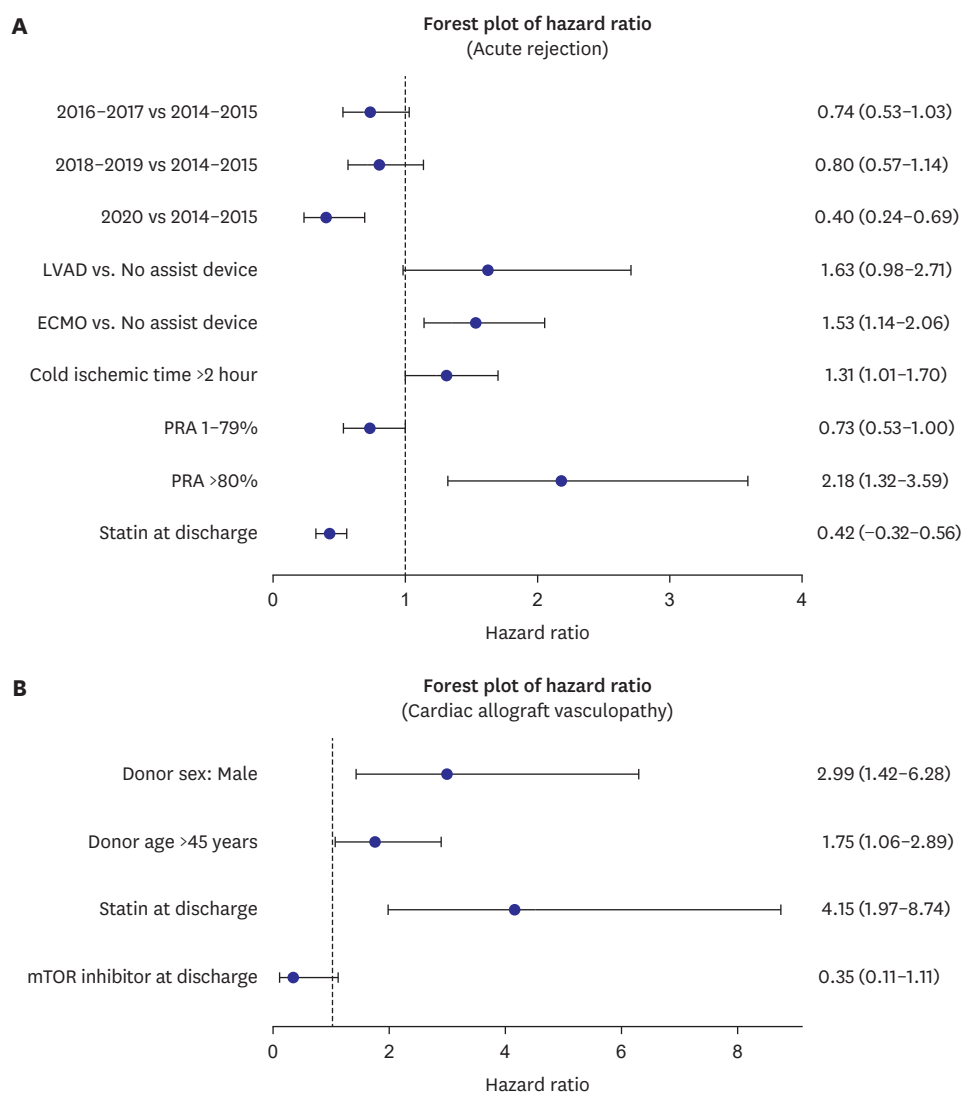 A
Forest plot of hazard ratio
(Acute rejection)
2016–2017 vs 2014–2015 0.74 (0.53–1.03)
2018–2019 vs 2014–2015 0.80 (0.57–1.14)
2020 vs 2014–2015 0.40 (0.24–0.69)
LVAD vs. No assist device 1.63 (0.98–2.71)
ECMO vs. No assist device 1.53 (1.14–2.06)
Cold ischemic time >2 hour 1.31 (1.01–1.70)
PRA 1–79% 0.73 (0.53–1.00)
PRA >80% 2.18 (1.32–3.59)
Statin at discharge 0.42 (−0.32–0.56)
0 1 2 3 4
Hazard ratio
B
Forest plot of hazard ratio
(Cardiac allograft vasculopathy)
Donor sex: Male 2.99 (1.42–6.28)
Donor age >45 years 1.75 (1.06–2.89)
Statin at discharge 4.15 (1.97–8.74)
mTOR inhibitor at discharge 0.35 (0.11–1.11)
0 2 4 6 8
Hazard ratio